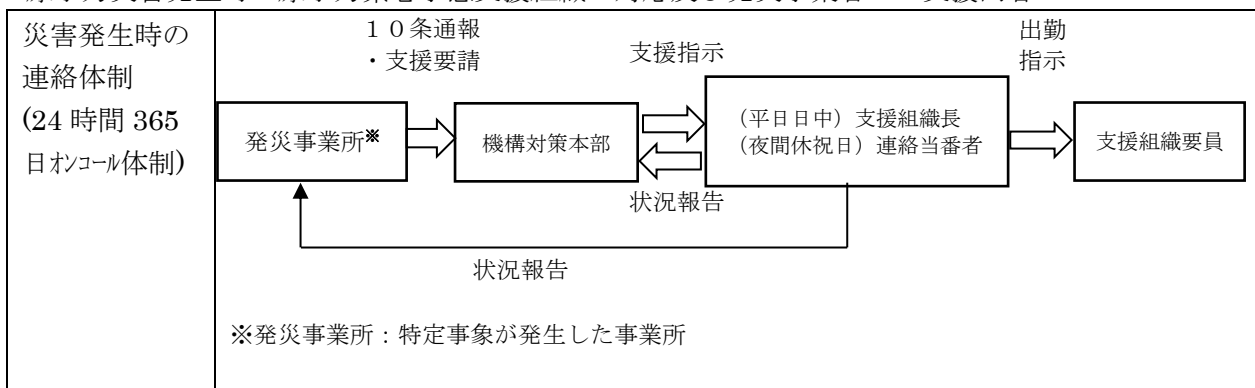 災害発生時の
連絡体制
(24 時間 365
日オンコール体制)
１０条通報
・支援要請
支援指示
出勤
指示
発災事業所※
機構対策本部
（平日日中）支援組織長
（夜間休祝日）連絡当番者
支援組織要員
状況報告
状況報告
※発災事業所：特定事象が発生した事業所